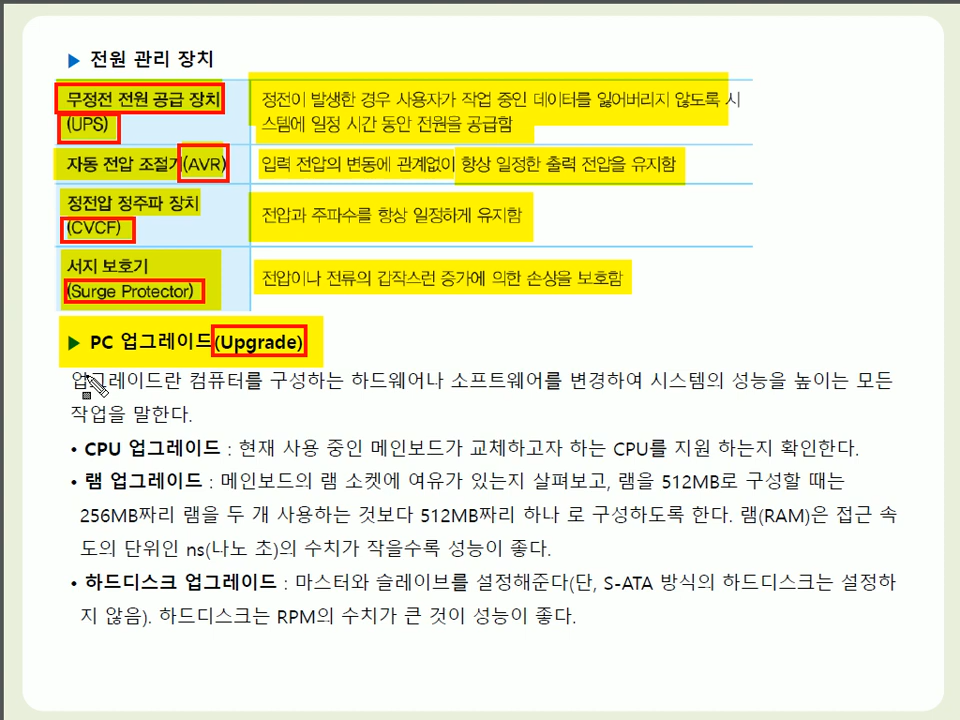 ▶ 전원 관리 장치
무정전 전원 공급 장치
(UPS)
정전이 발생한 경우 사용자가 작업 중인 데이터를 잃어버리지 않도록 시
스템에 일정 시간 동안 전원을 공급함
자동 전압 조절기(AVR)
입력 전압의 변동에 관계없이 항상 일정한 출력 전압을 유지함
정전압 정주파 장치
(CVCF)
전압과 주파수를 항상 일정하게 유지함
서지 보호기
(Surge Protector)
전압이나 전류의 갑작스런 증가에 의한 손상을 보호함
▶ PC 업그레이드(Upgrade)
업그레이드란 컴퓨터를 구성하는 하드웨어나 소프트웨어를 변경하여 시스템의 성능을 높이는 모든
작업을 말한다.
• CPU 업그레이드 : 현재 사용 중인 메인보드가 교체하고자 하는 CPU를 지원 하는지 확인한다.
• 램 업그레이드 : 메인보드의 램 소켓에 여유가 있는지 살펴보고, 램을 512MB로 구성할 때는
256MB짜리 램을 두 개 사용하는 것보다 512MB짜리 하나 로 구성하도록 한다. 램(RAM)은 접근 속
도의 단위인 ns(나노 초)의 수치가 작을수록 성능이 좋다.
• 하드디스크 업그레이드 : 마스터와 슬레이브를 설정해준다(단, S-ATA 방식의 하드디스크는 설정하
지 않음). 하드디스크는 RPM의 수치가 큰 것이 성능이 좋다.